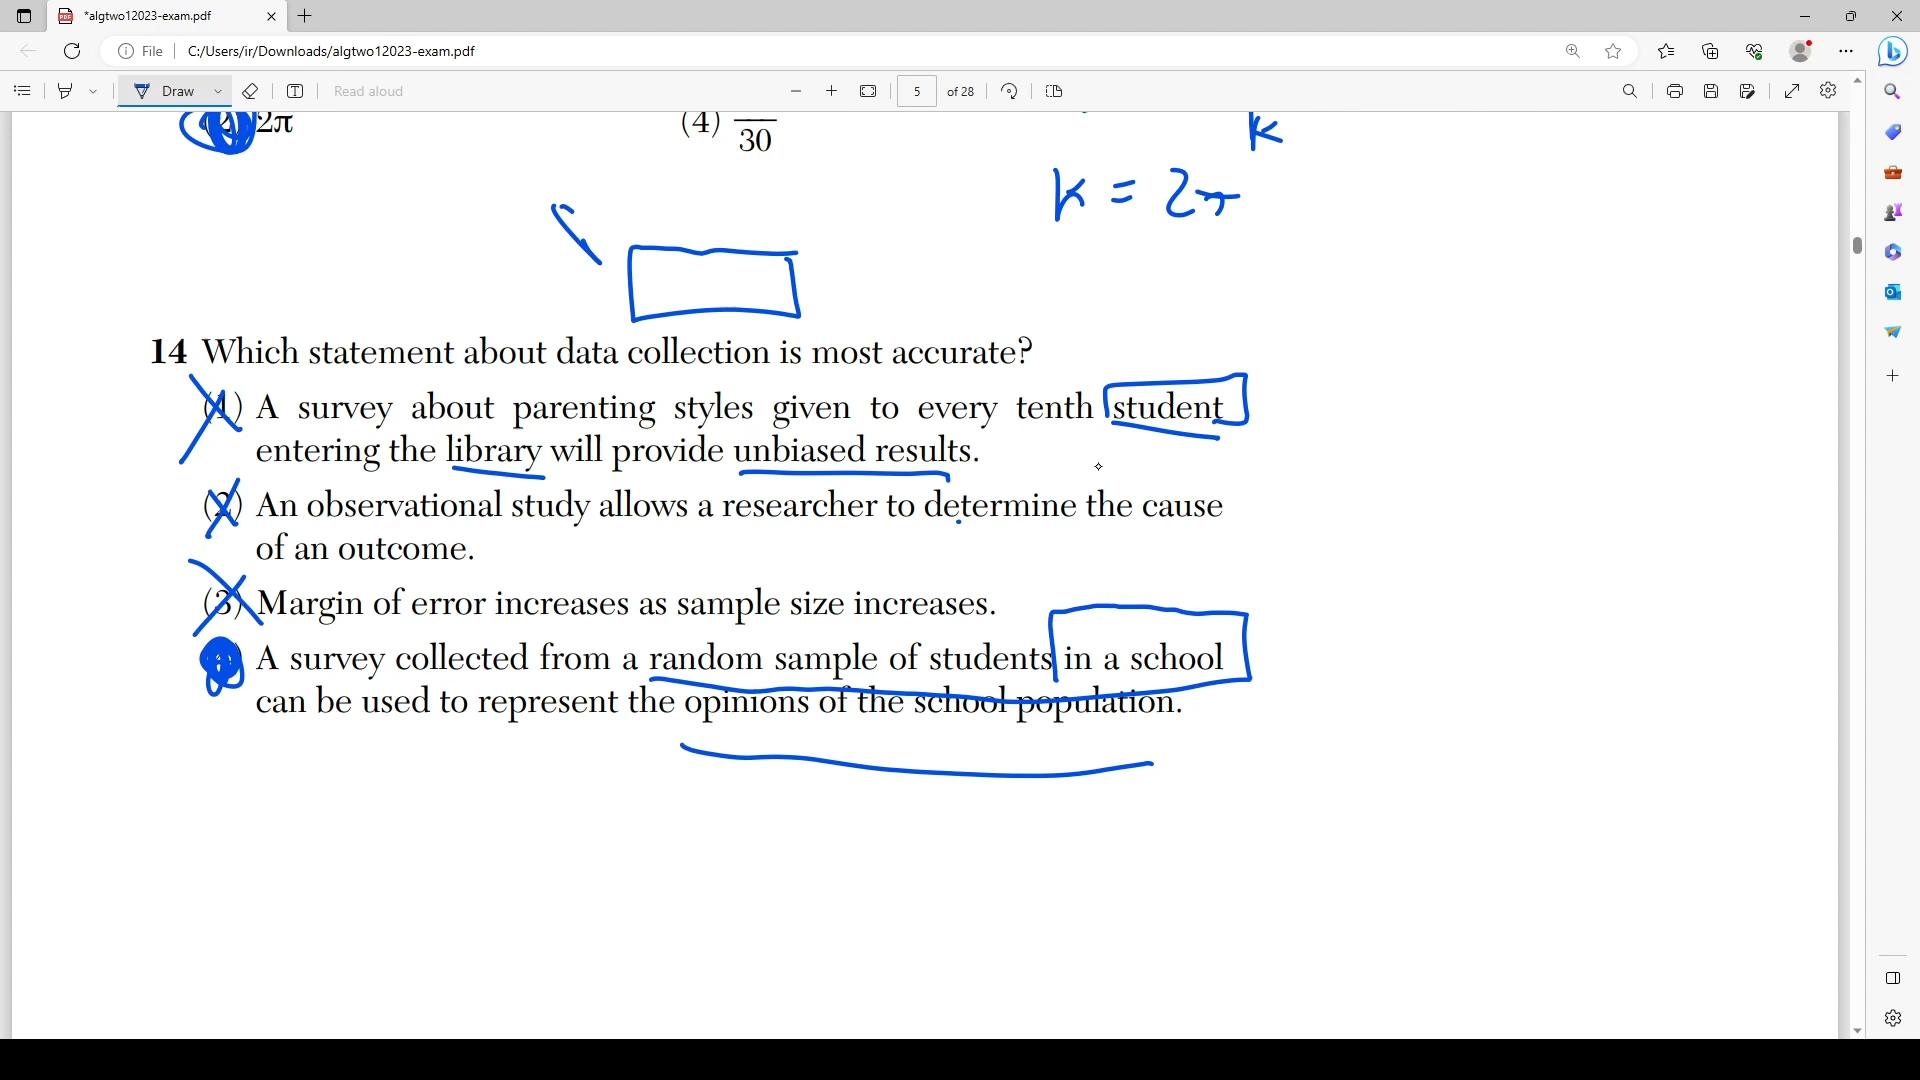 *algtwo12023-exam.pdf
File C:/Users/ir/Downloads/algtwo12023-exam.pdf
Draw Read aloud 5 of 28
2π (4) 30
k
k = 2π
14 Which statement about data collection is most accurate?
(1) A survey about parenting styles given to every tenth student
entering the library will provide unbiased results.
(2) An observational study allows a researcher to determine the cause
of an outcome.
(3) Margin of error increases as sample size increases.
A survey collected from a random sample of students in a school
can be used to represent the opinions of the school population.